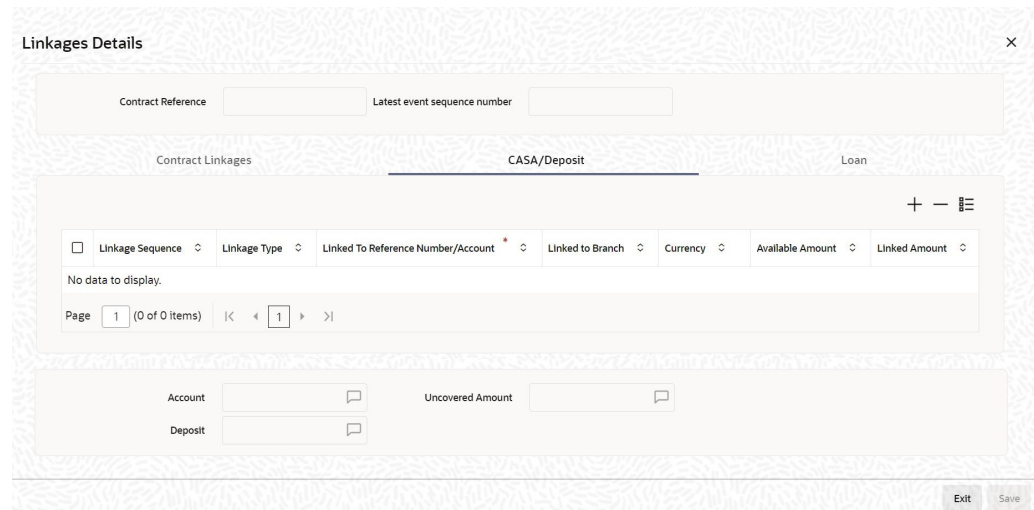 Linkages Details
Contract Reference Latest event sequence number
Contract Linkages CASA/Deposit Loan
Linkage Sequence Linkage Type Linked To Reference Number/Account * Linked to Branch Currency Available Amount Linked Amount
No data to display.
Page 1 (0 of 0 items) 1
Account Uncovered Amount
Deposit
Exit Save